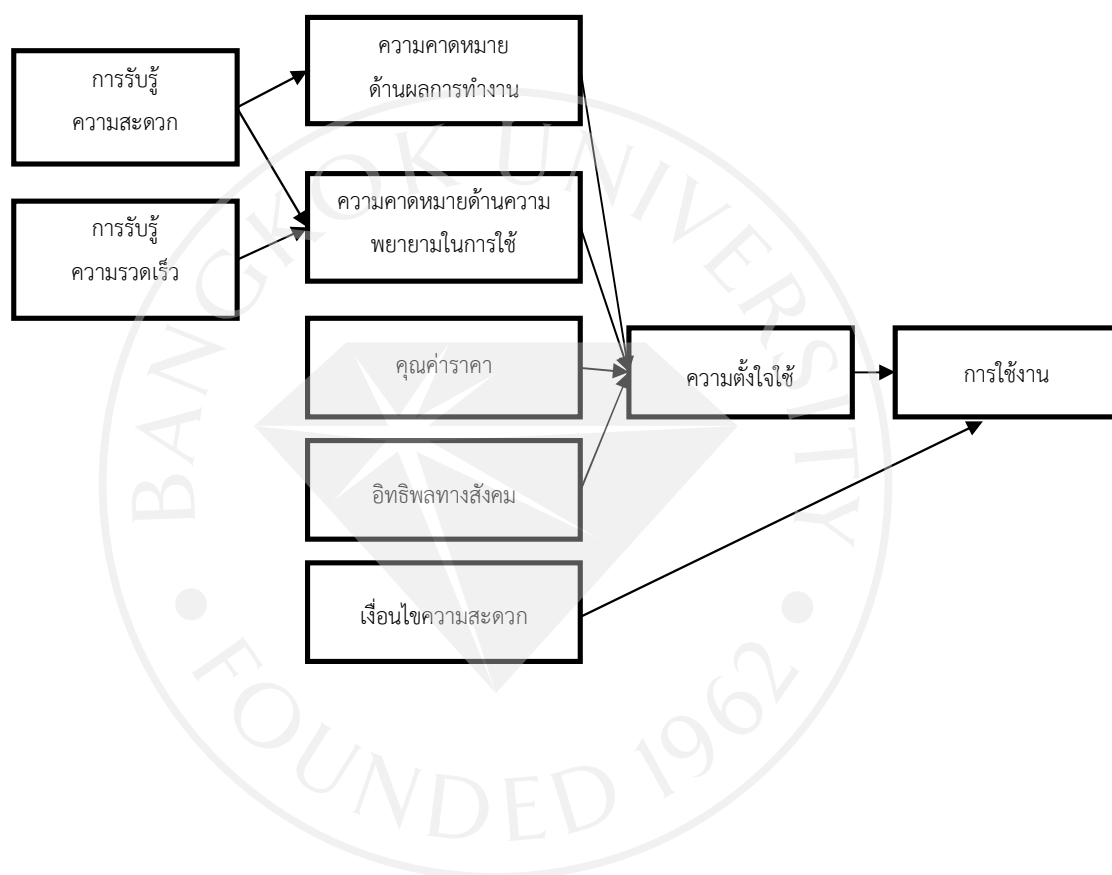 การรับรู้
ความสะดวก
การรับรู้
ความรวดเร็ว
ความคาดหมาย
ด้านผลการทำงาน
ความคาดหมายด้านความ
พยายามในการใช้
คุณค่าราคา
อิทธิพลทางสังคม
เงื่อนไขความสะดวก
ความตั้งใจใช้
การใช้งาน
BANGKOK UNIVERSITY
FOUNDED 1962